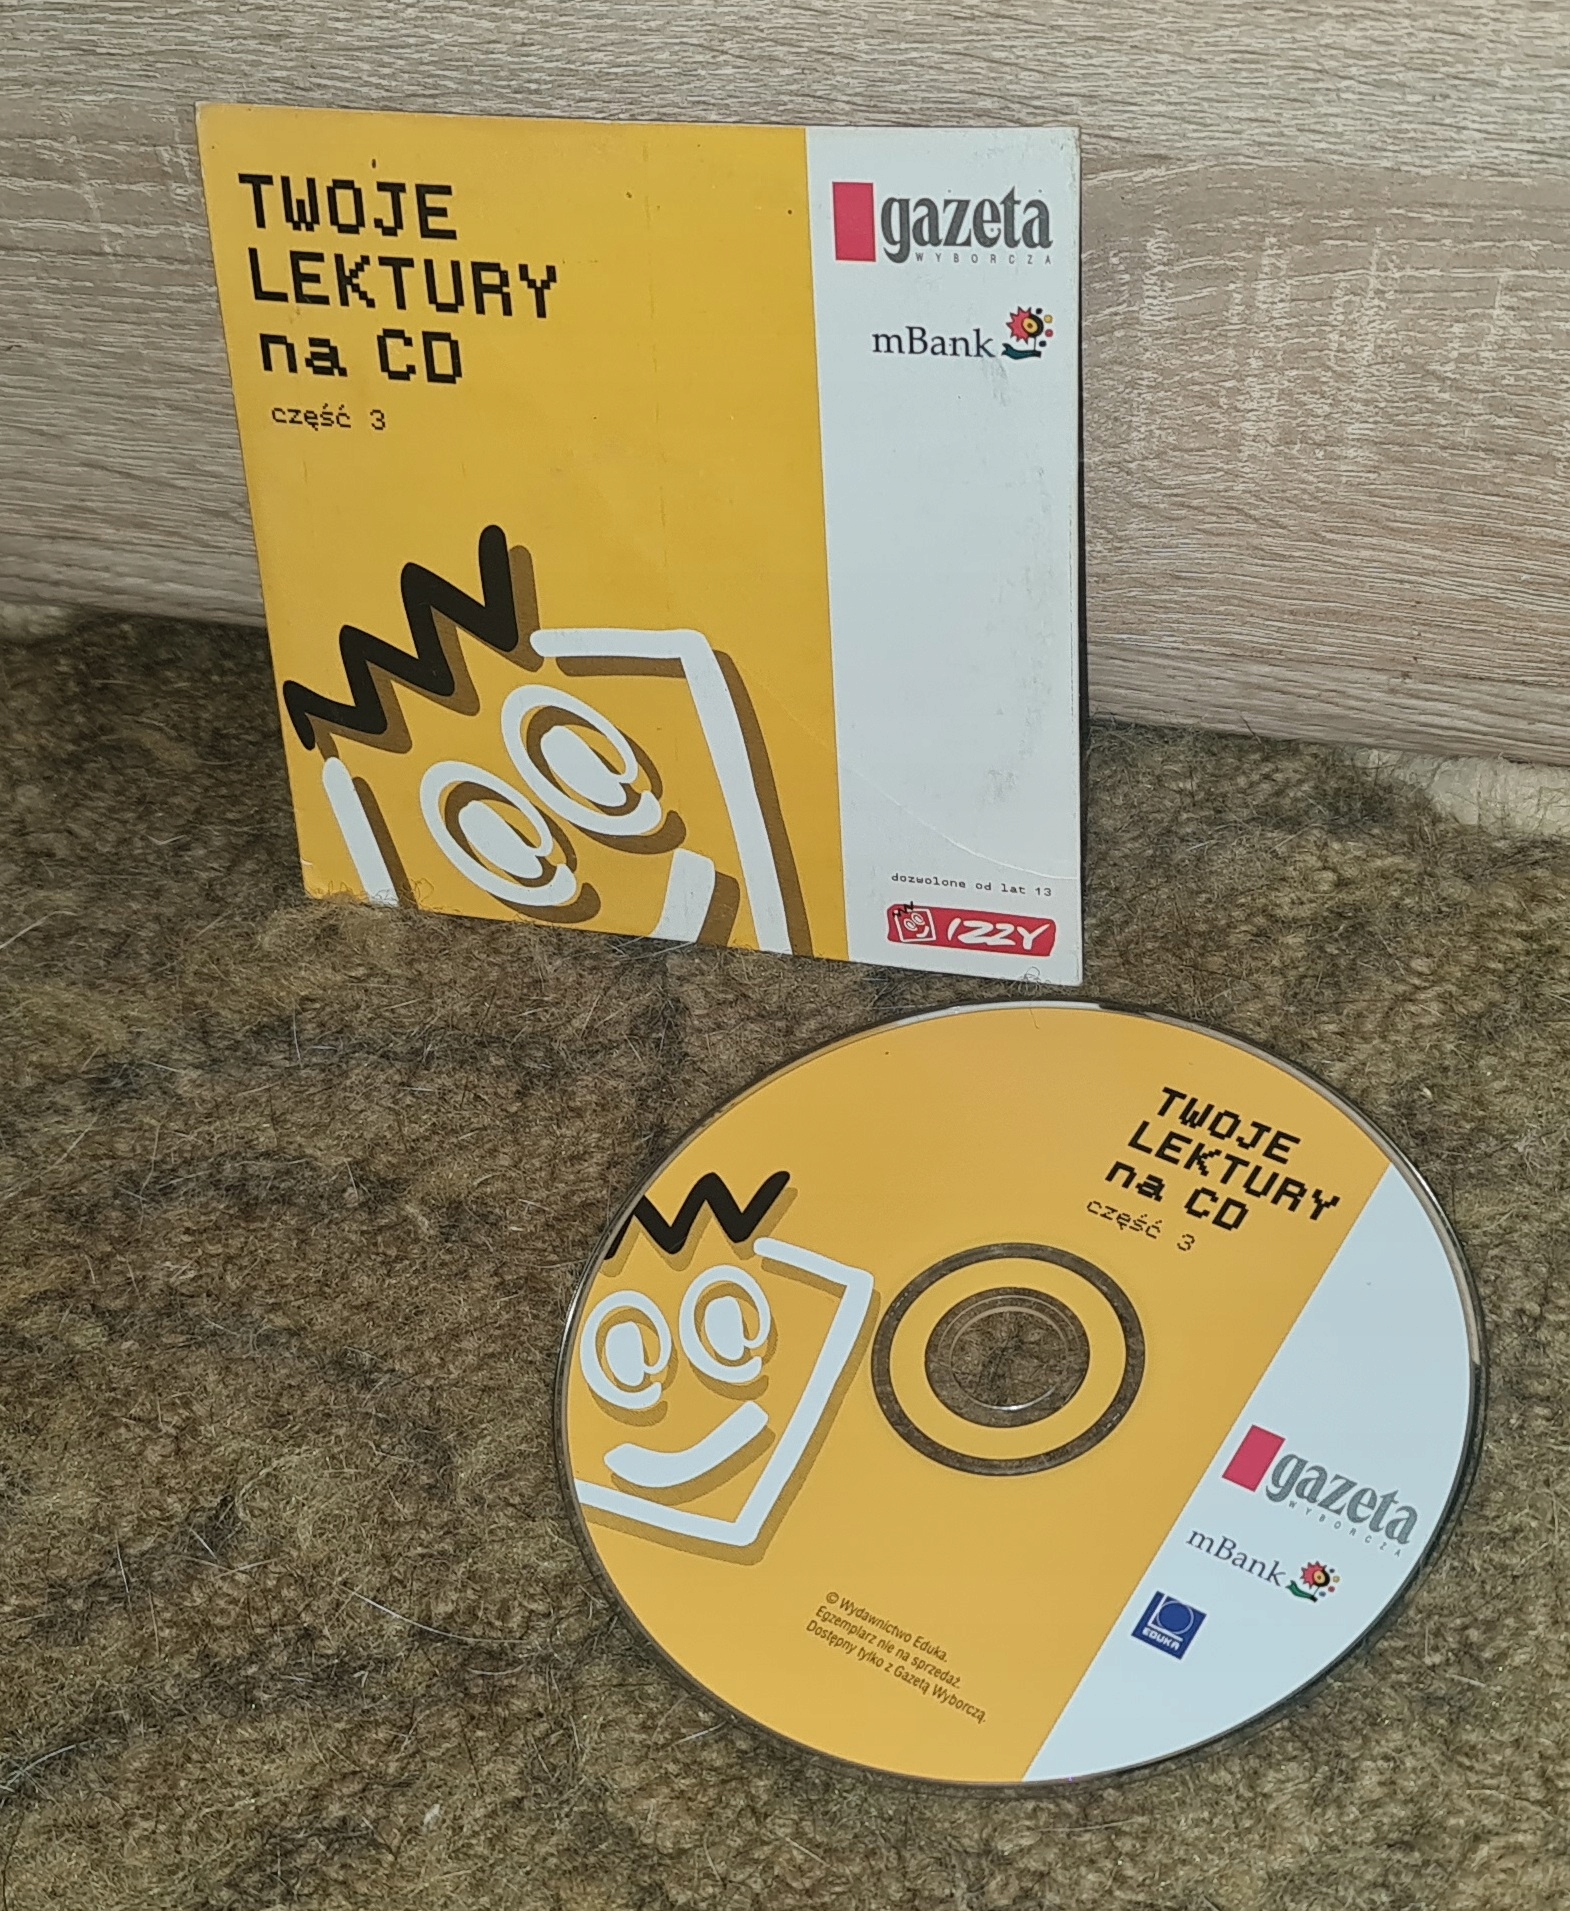 TWOJE
LEKTURY
na CD
część 3
gazeta
WYBORCZA
mBank
dozwolone od lat 13
IZZY
TWOJE
LEKTURY
na CD
część 3
gazeta
WYBORCZA
mBank
EDUKA
© Wydawnictwo Eduka.
Egzemplarz nie na sprzedaż.
Dostępny tylko z Gazetą Wyborczą.